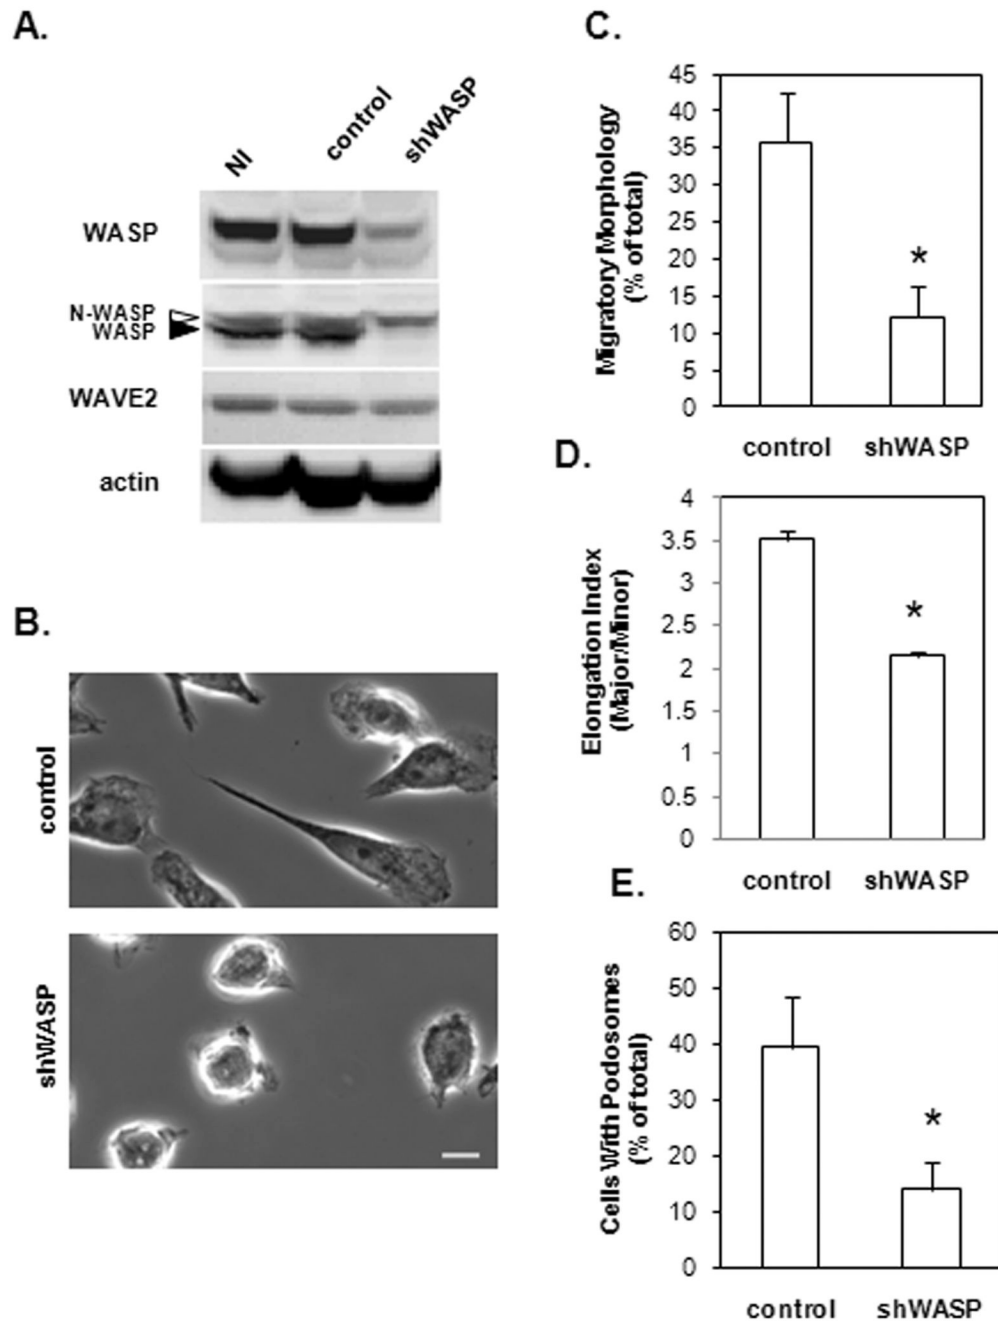 A.
NI
control
shWASP
WASP
N-WASP
WASP
WAVE2
actin
B.
control
shWASP
C.
Migratory Morphology
(% of total)
45
40
35
30
25
20
15
10
5
0
*
control
shWASP
D.
Elongation Index
(Major/Minor)
4
3.5
3
2.5
2
1.5
1
0.5
0
*
control
shWASP
E.
Cells With Podosomes
(% of total)
60
50
40
30
20
10
0
*
control
shWASP